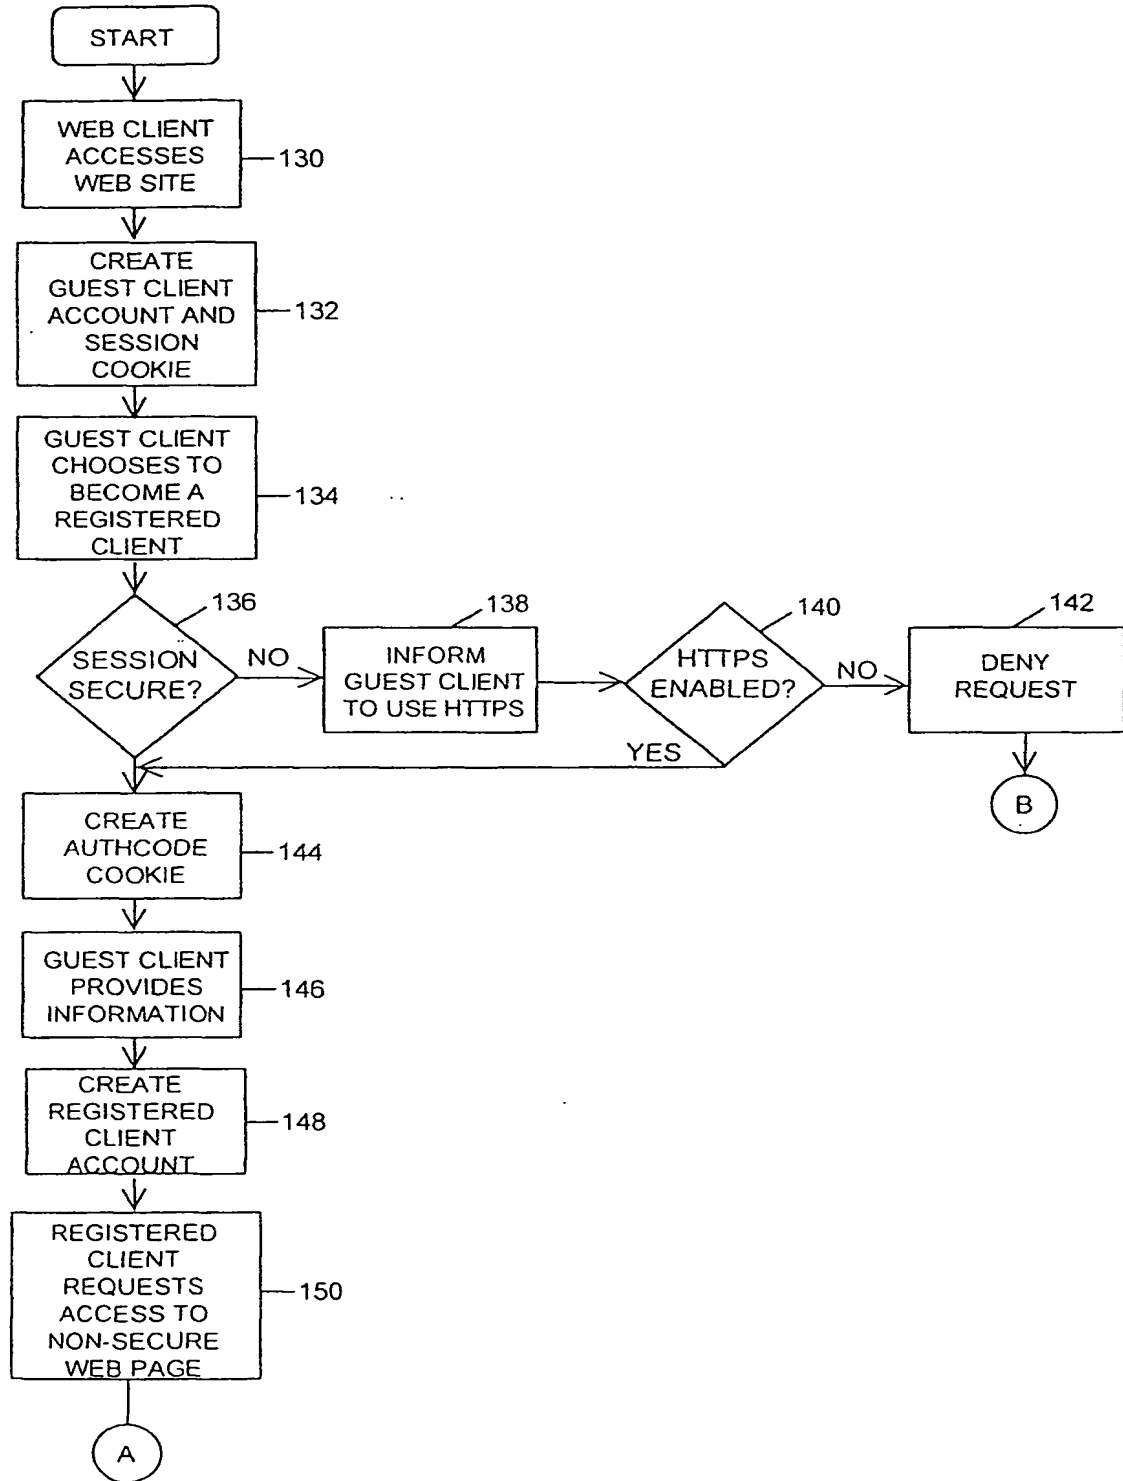 START
WEB CLIENT
ACCESSES
WEB SITE
130
CREATE
GUEST CLIENT
ACCOUNT AND
SESSION
COOKIE
132
GUEST CLIENT
CHOOSES TO
BECOME A
REGISTERED
CLIENT
134
136
SESSION
SECURE?
NO
138
INFORM
GUEST CLIENT
TO USE HTTPS
140
HTTPS
ENABLED?
NO
142
DENY
REQUEST
YES
B
CREATE
AUTHCODE
COOKIE
144
GUEST CLIENT
PROVIDES
INFORMATION
146
CREATE
REGISTERED
CLIENT
ACCOUNT
148
REGISTERED
CLIENT
REQUESTS
ACCESS TO
NON-SECURE
WEB PAGE
150
A